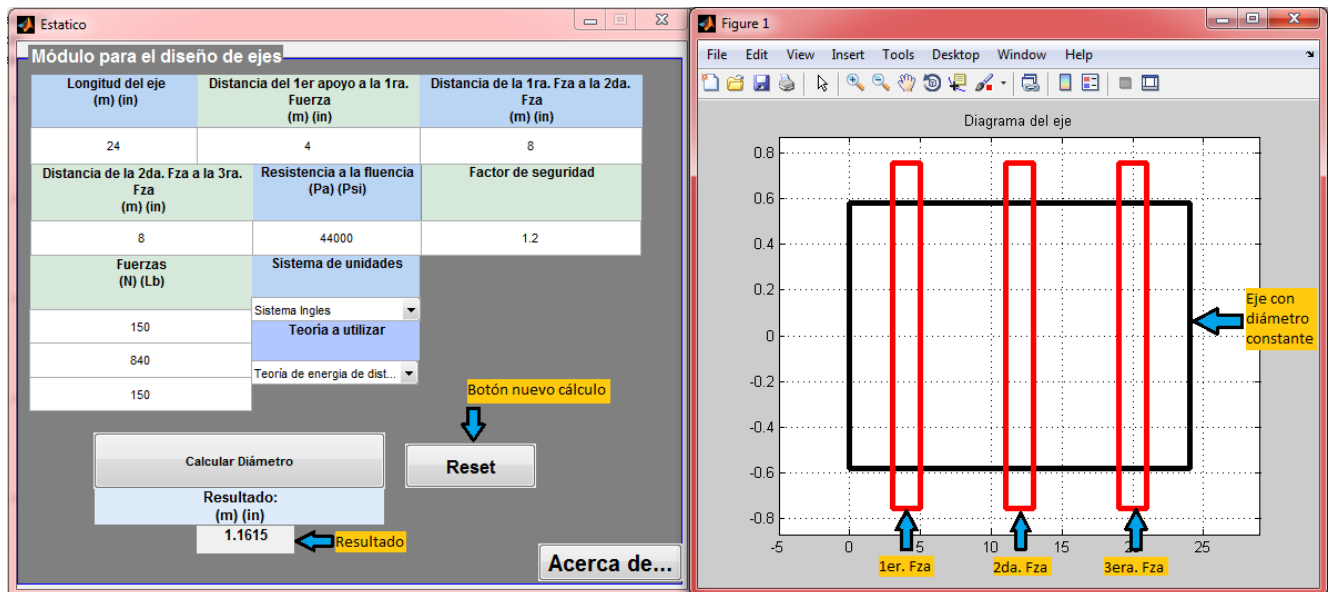 Estatico
Módulo para el diseño de ejes
Longitud del eje
(m) (in)
Distancia del 1er apoyo a la 1ra.
Fuerza
(m) (in)
Distancia de la 1ra. Fza a la 2da.
Fza
(m) (in)
24
4
8
Distancia de la 2da. Fza a la 3ra.
Fza
(m) (in)
Resistencia a la fluencia
(Pa) (Psi)
Factor de seguridad
8
44000
1.2
Fuerzas
(N) (Lb)
Sistema de unidades
Sistema Ingles
150
Teoría a utilizar
840
Teoría de energia de dist...
150
Botón nuevo cálculo
Calcular Diámetro
Reset
Resultado:
(m) (in)
1.1615
Resultado
Acerca de...
Figure 1
File Edit View Insert Tools Desktop Window Help
Diagrama del eje
0.8
0.6
0.4
0.2
0
-0.2
-0.4
-0.6
-0.8
Eje con
diámetro
constante
-5 0 5 10 15 20 25
1er. Fza
2da. Fza
3era. Fza